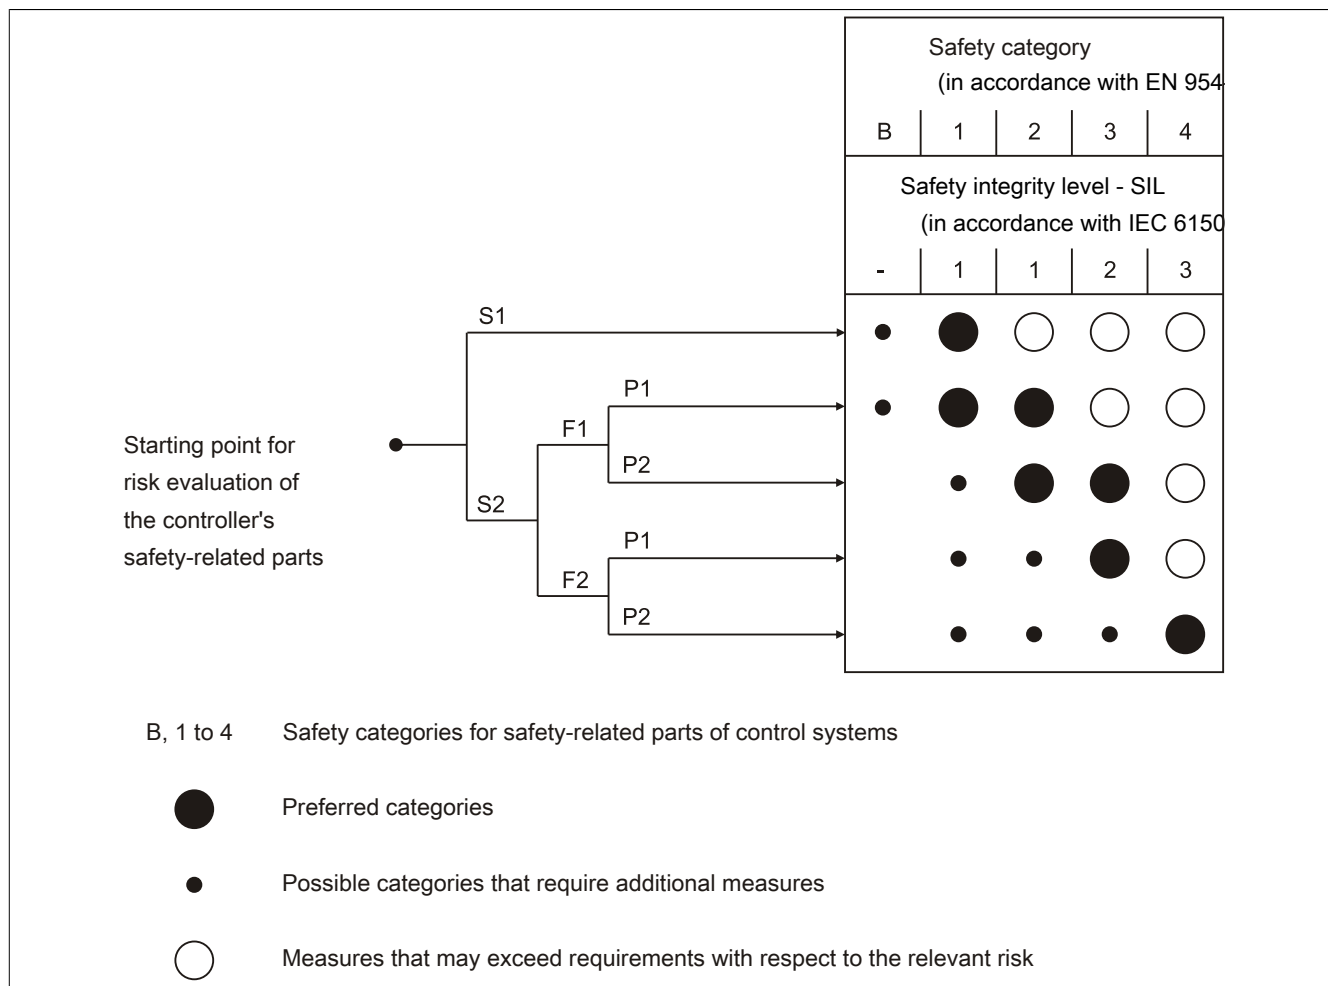 Safety category
(in accordance with EN 954-
B 1 2 3 4
Safety integrity level - SIL
(in accordance with IEC 6150
- 1 1 2 3
S1
P1
F1
P2
S2
P1
F2
P2
Starting point for
risk evaluation of
the controller's
safety-related parts
B, 1 to 4 Safety categories for safety-related parts of control systems
Preferred categories
Possible categories that require additional measures
Measures that may exceed requirements with respect to the relevant risk